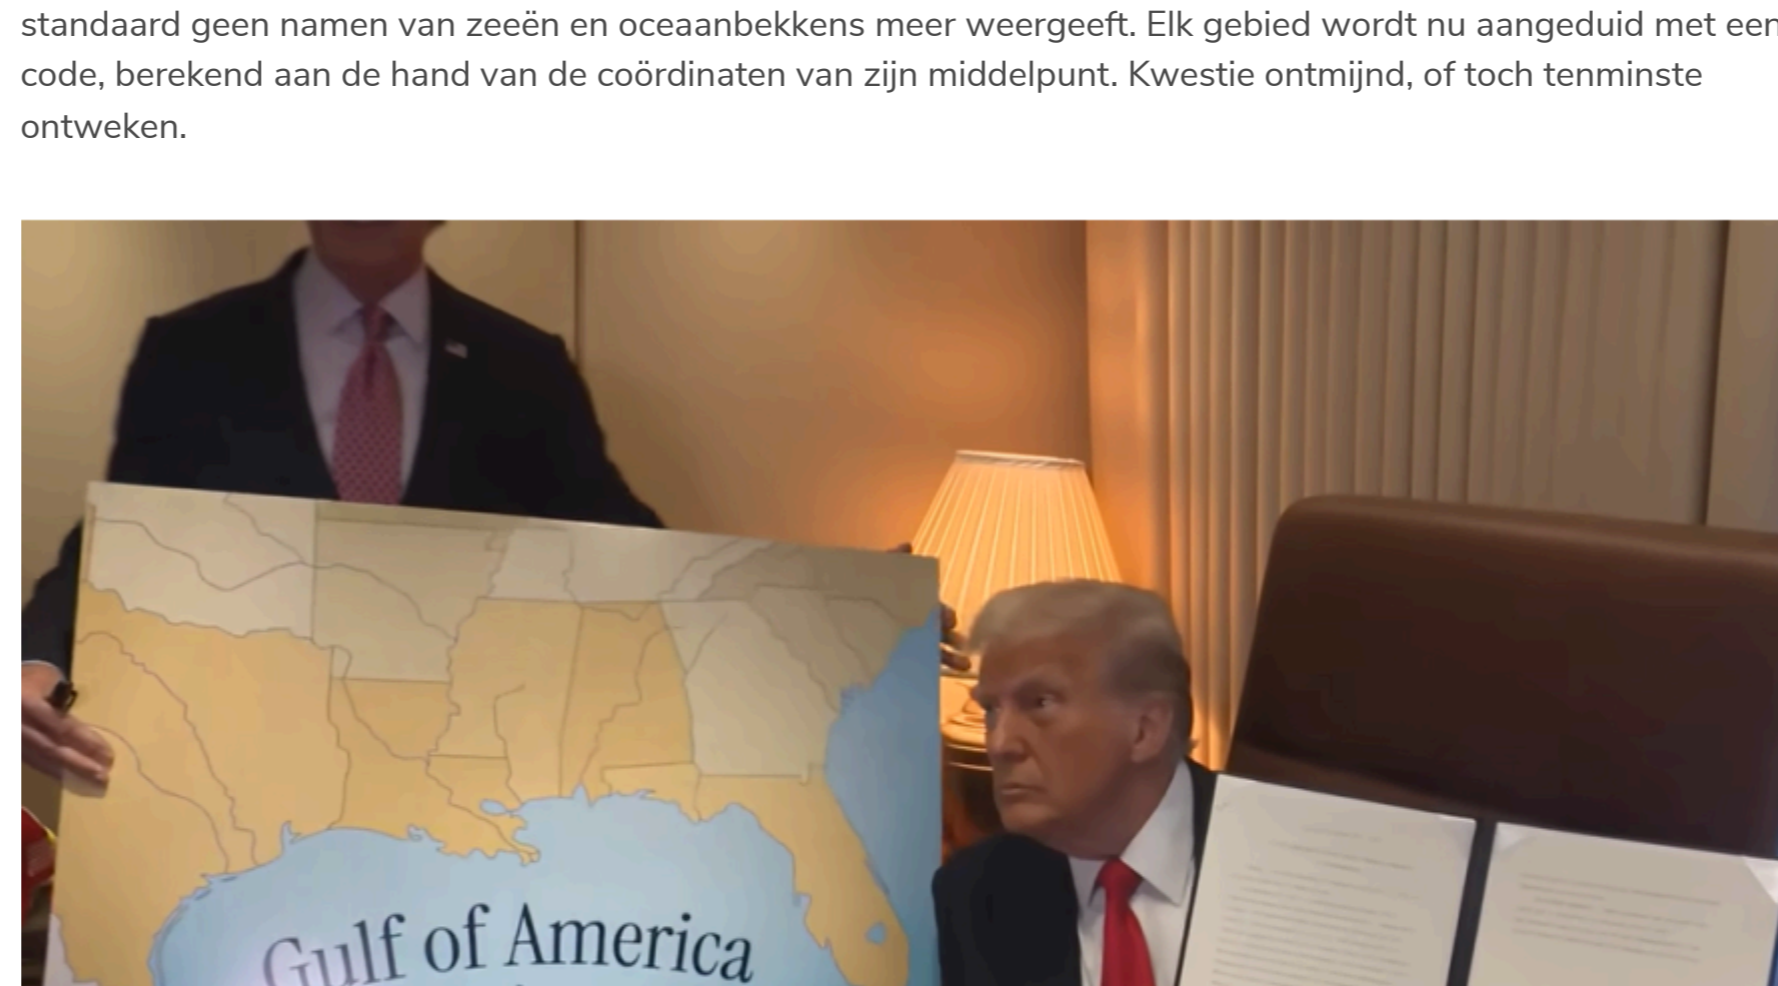 standaard geen namen van zeeën en oceaanbekkens meer weergeeft. Elk gebied wordt nu aangeduid met een
code, berekend aan de hand van de coördinaten van zijn middelpunt. Kwestie ontmijnd, of toch tenminste
ontweken.
Gulf of America